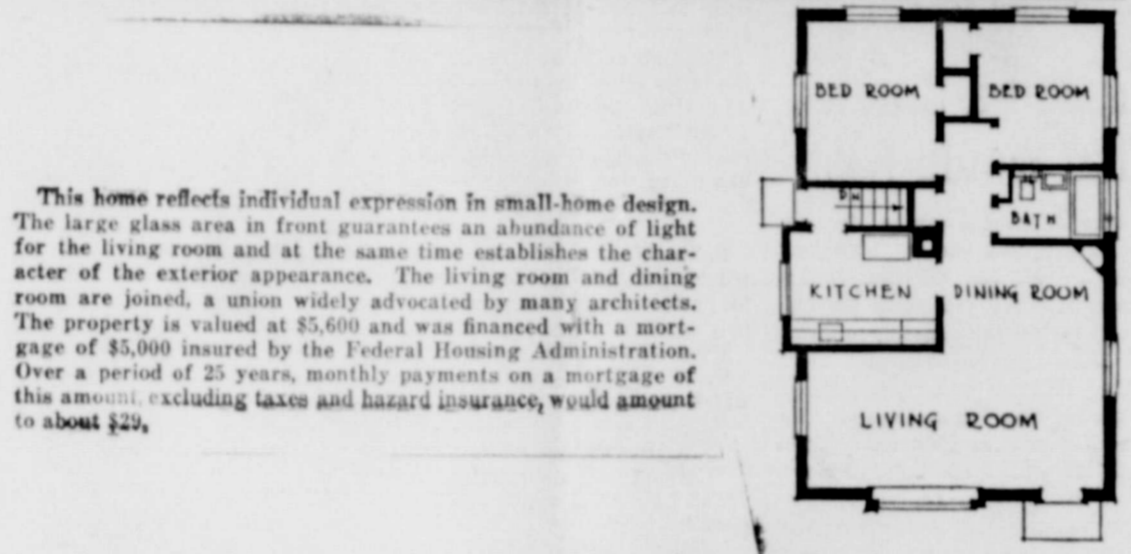 This home reflects individual expression in small-home design.
The large glass area in front guarantees an abundance of light
for the living room and at the same time establishes the char-
acter of the exterior appearance. The living room and dining
room are joined, a union widely advocated by many architects.
The property is valued at $5,600 and was financed with a mort-
gage of $5,000 insured by the Federal Housing Administration.
Over a period of 25 years, monthly payments on a mortgage of
this amount, excluding taxes and hazard insurance, would amount
to about $29.
BED ROOM
BED ROOM
DN
BATH
KITCHEN
DINING ROOM
LIVING ROOM